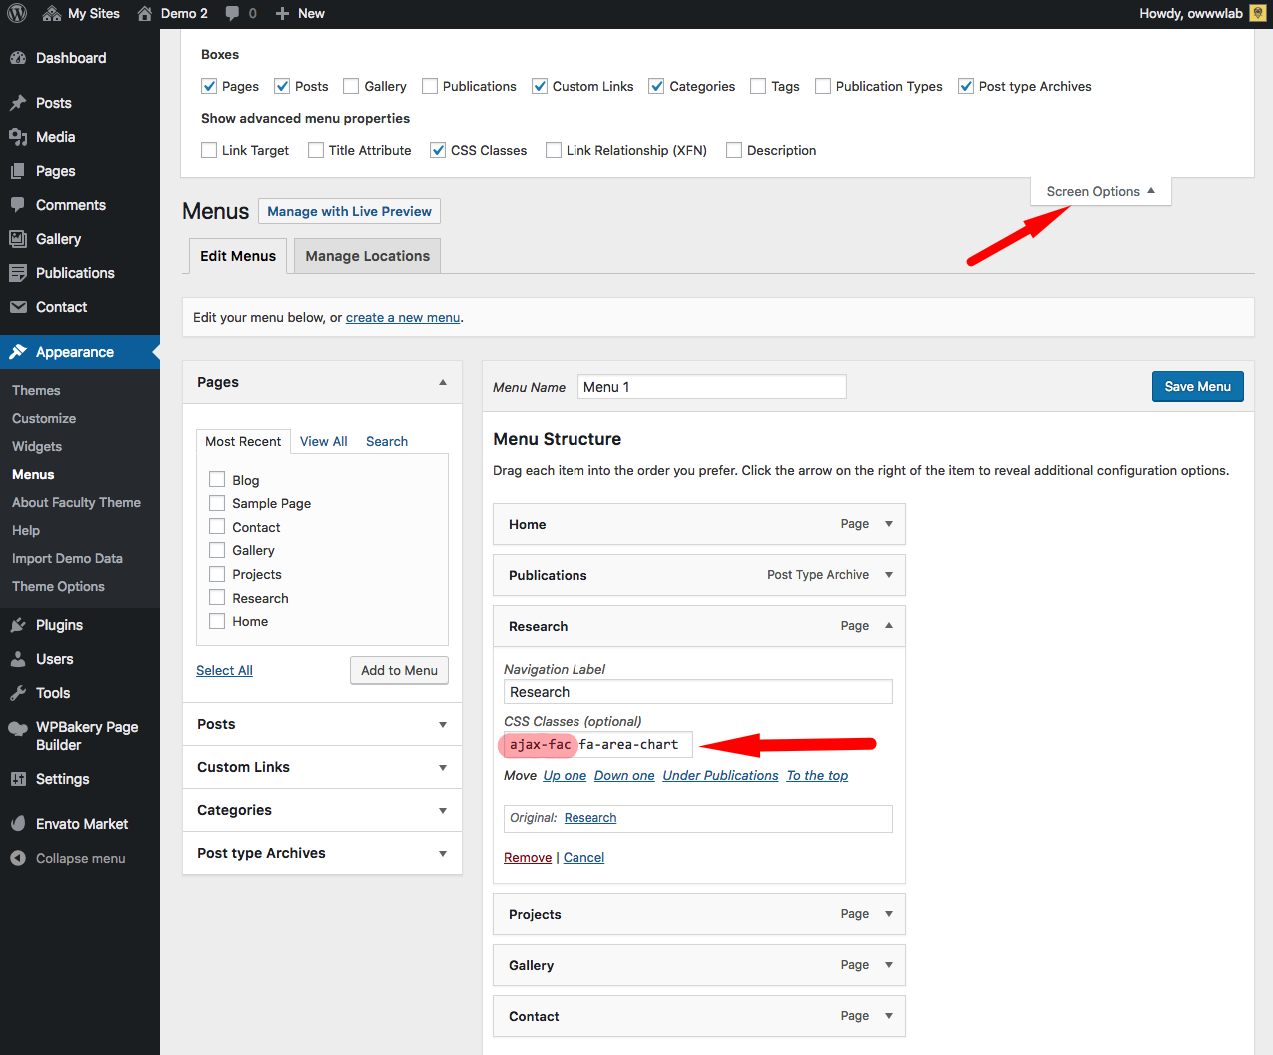 My Sites Demo 2 0 New Howdy, owwwlab
Dashboard
Posts
Media
Pages
Comments
Gallery
Publications
Contact
Appearance
Themes
Customize
Widgets
Menus
About Faculty Theme
Help
Import Demo Data
Theme Options
Plugins
Users
Tools
WPBakery Page
Builder
Settings
Envato Market
Collapse menu
Boxes
Pages Posts Gallery Publications Custom Links Categories Tags Publication Types Post type Archives
Show advanced menu properties
Link Target Title Attribute CSS Classes Link Relationship (XFN) Description
Screen Options
Menus Manage with Live Preview
Edit Menus Manage Locations
Edit your menu below, or create a new menu.
Pages
Most Recent View All Search
Blog
Sample Page
Contact
Gallery
Projects
Research
Home
Select All Add to Menu
Posts
Custom Links
Categories
Post type Archives
Menu Name Menu 1 Save Menu
Menu Structure
Drag each item into the order you prefer. Click the arrow on the right of the item to reveal additional configuration options.
Home Page
Publications Post Type Archive
Research Page
Navigation Label
Research
CSS Classes (optional)
ajax-fac fa-area-chart
Move Up one Down one Under Publications To the top
Original: Research
Remove | Cancel
Projects Page
Gallery Page
Contact Page